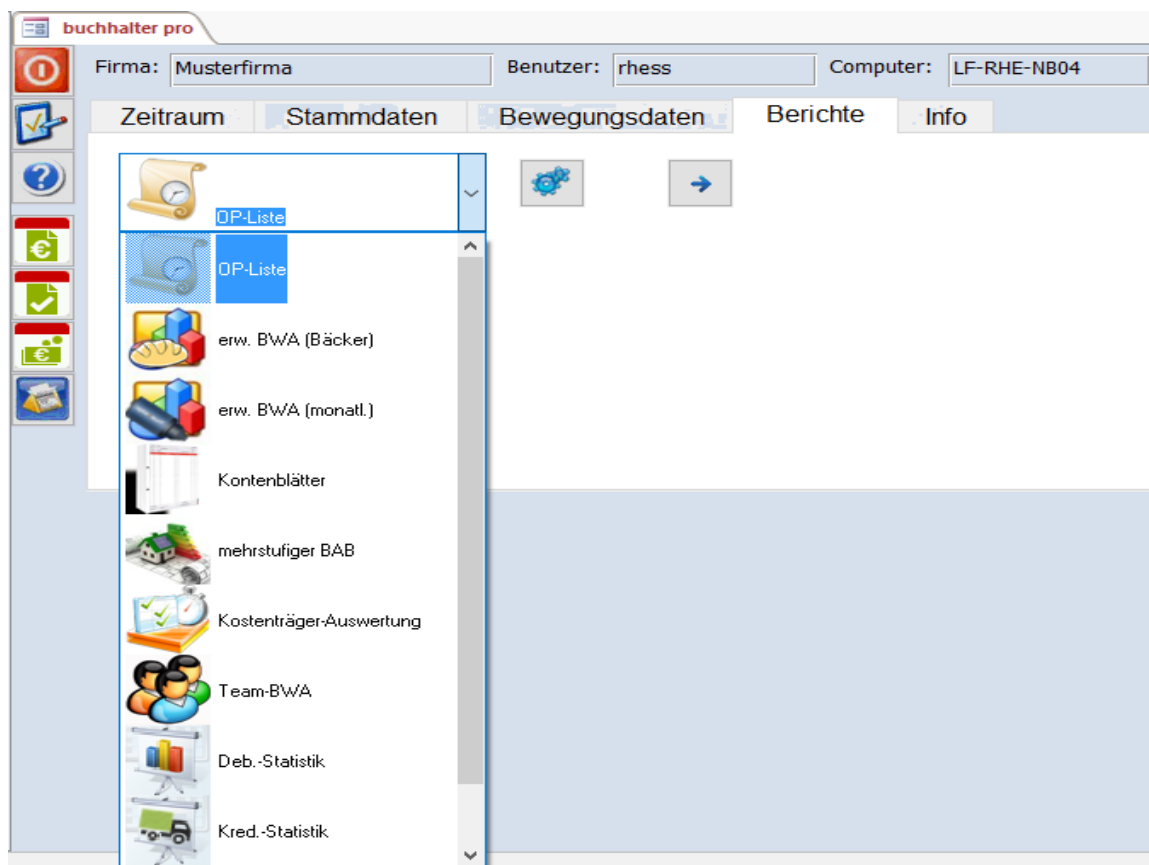 buchhalter pro
Firma: Musterfirma Benutzer: rhess Computer: LF-RHE-NB04
Zeitraum Stammdaten Bewegungsdaten Berichte Info
OP-Liste
OP-Liste
erw. BWA (Bäcker)
erw. BWA (monatl.)
Kontenblätter
mehrstufiger BAB
Kostenträger-Auswertung
Team-BWA
Deb.-Statistik
Kred.-Statistik